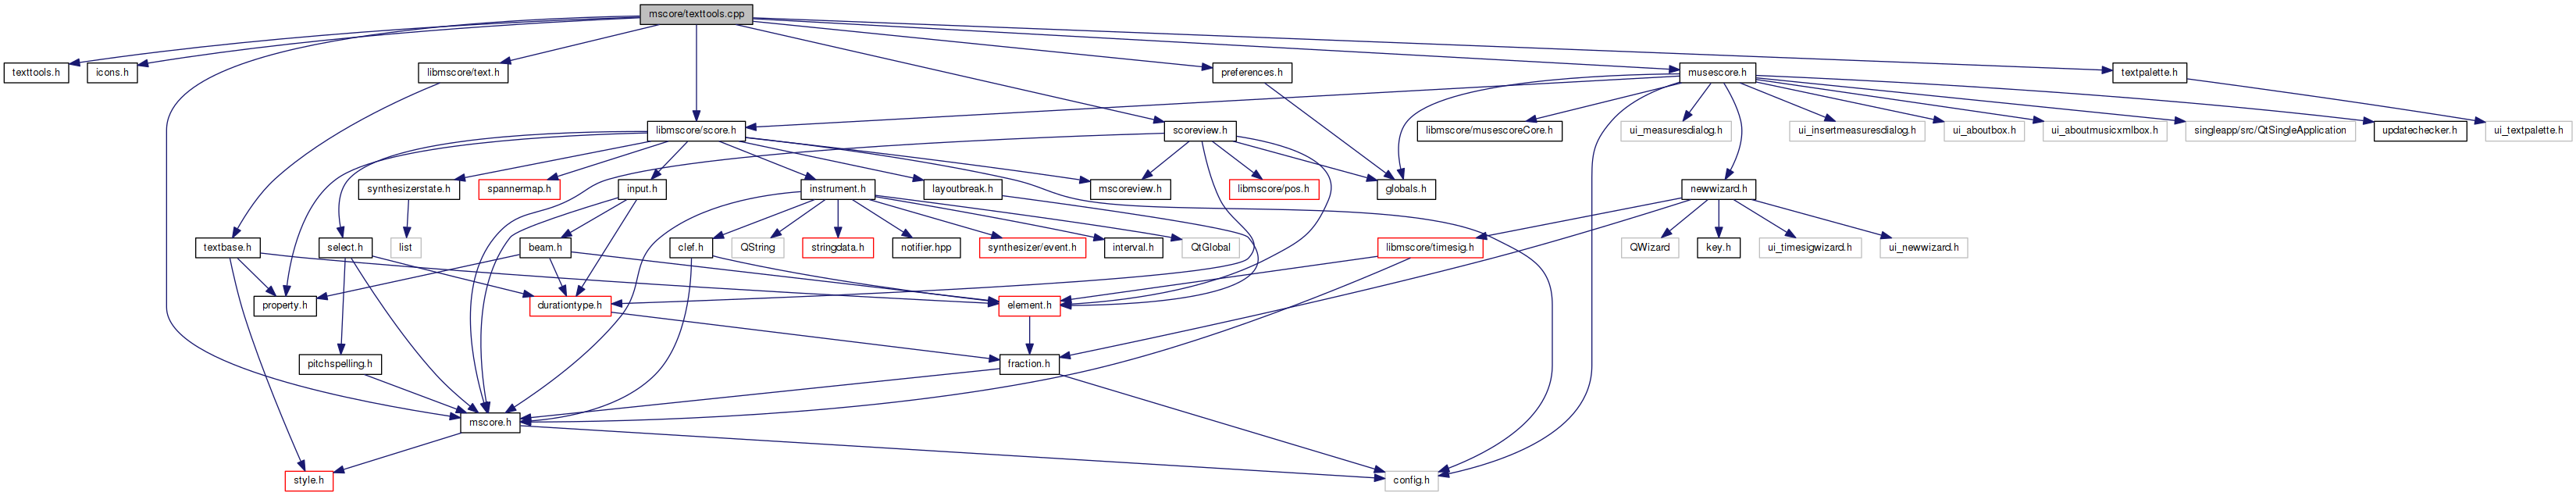 mscore/texttools.cpp
texttools.h
icons.h
libmscore/text.h
preferences.h
musescore.h
textpalette.h
libmscore/score.h
scoreview.h
libmscore/musescoreCore.h
ui_measuresdialog.h
ui_insertmeasuresdialog.h
ui_aboutbox.h
ui_aboutmusicxmlbox.h
singleapp/src/QtSingleApplication
updatechecker.h
ui_textpalette.h
synthesizerstate.h
spannermap.h
input.h
instrument.h
layoutbreak.h
mscoreview.h
libmscore/pos.h
globals.h
newwizard.h
textbase.h
select.h
list
beam.h
clef.h
QString
stringdata.h
notifier.hpp
synthesizer/event.h
interval.h
QtGlobal
libmscore/timesig.h
QWizard
key.h
ui_timesigwizard.h
ui_newwizard.h
property.h
durationtype.h
element.h
pitchspelling.h
fraction.h
mscore.h
style.h
config.h